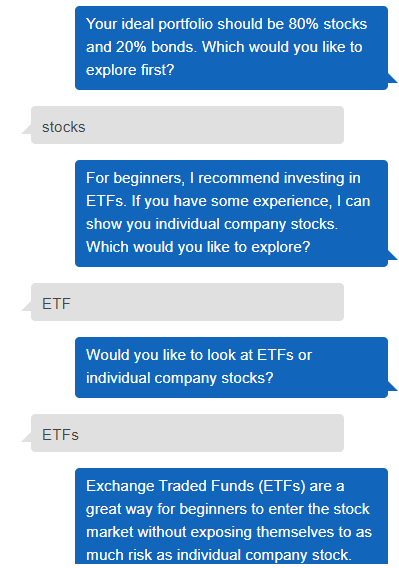 Your ideal portfolio should be 80% stocks
and 20% bonds. Which would you like to
explore first?
stocks
For beginners, I recommend investing in
ETFs. If you have some experience, I can
show you individual company stocks.
Which would you like to explore?
ETF
Would you like to look at ETFs or
individual company stocks?
ETFs
Exchange Traded Funds (ETFs) are a
great way for beginners to enter the stock
market without exposing themselves to as
much risk as individual company stock.